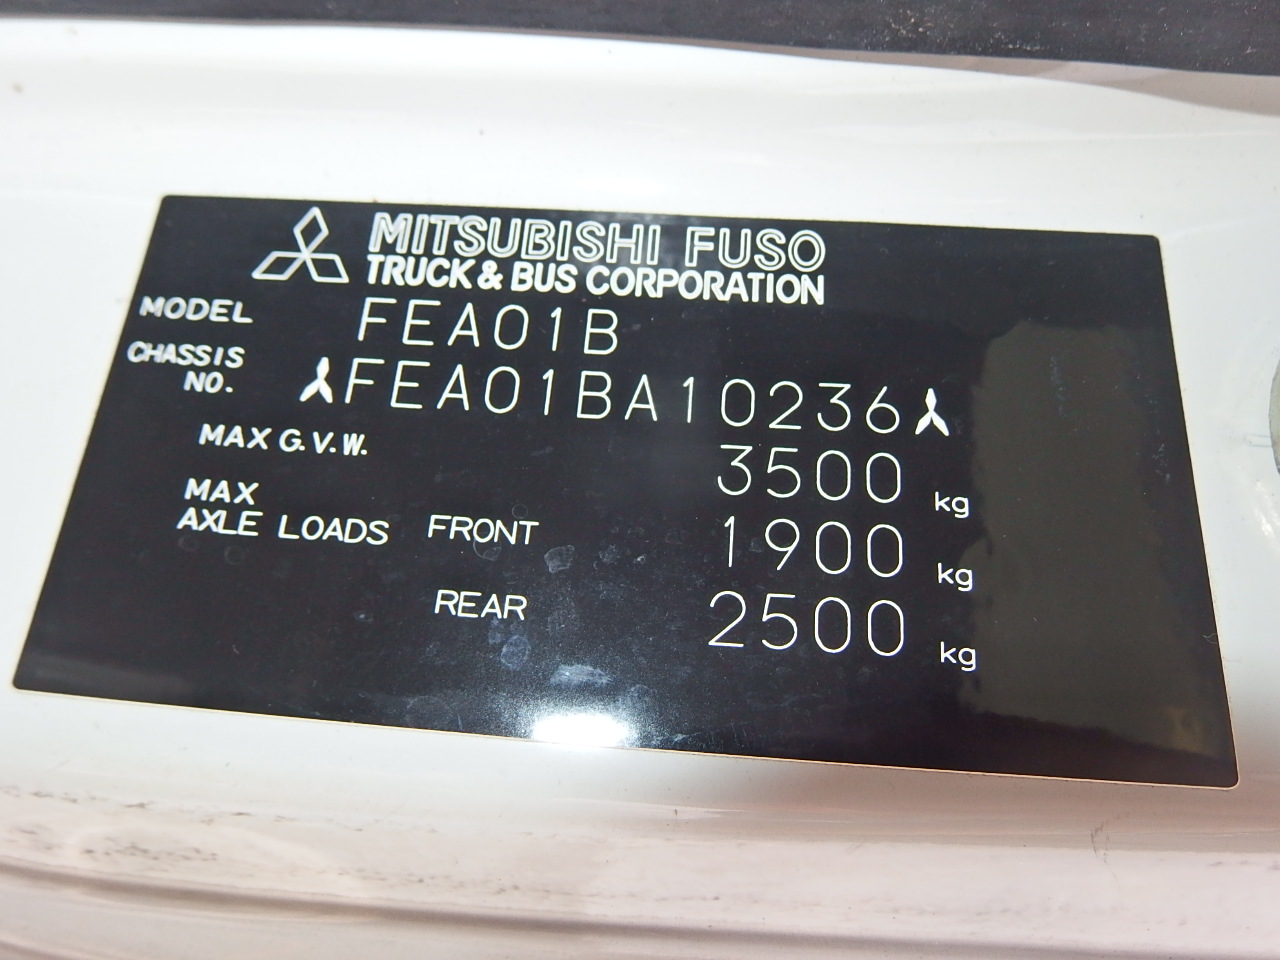 MITSUBISHI FUSO
TRUCK & BUS CORPORATION
MODEL FEA01B
CHASSIS
NO. FEA01BA10236
MAX G.V.W. 3500 kg
MAX
AXLE LOADS FRONT 1900 kg
REAR 2500 kg